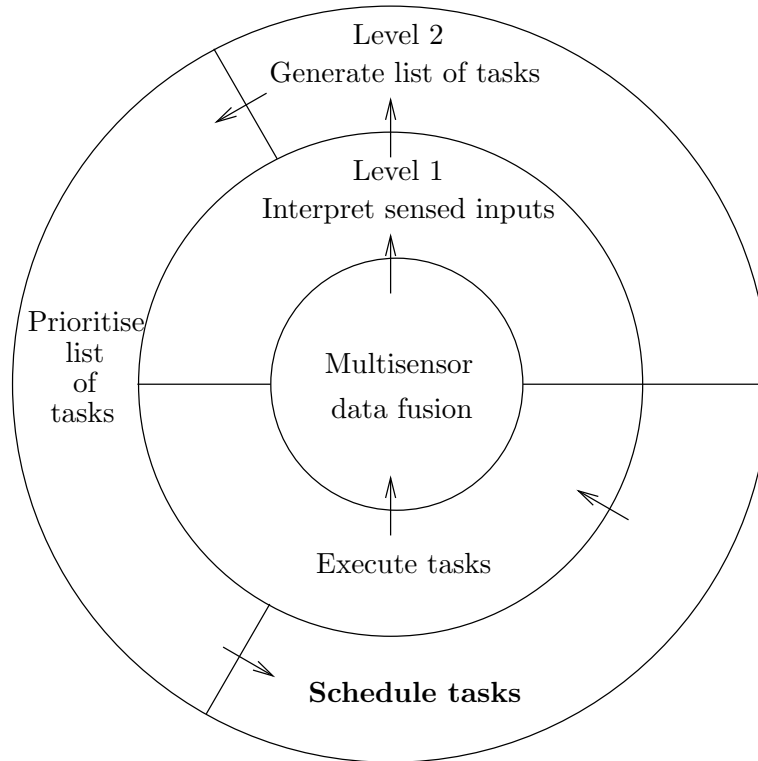 Level 2
Generate list of tasks
Level 1
Interpret sensed inputs
Prioritise
list
of
tasks
Multisensor
data fusion
Execute tasks
Schedule tasks